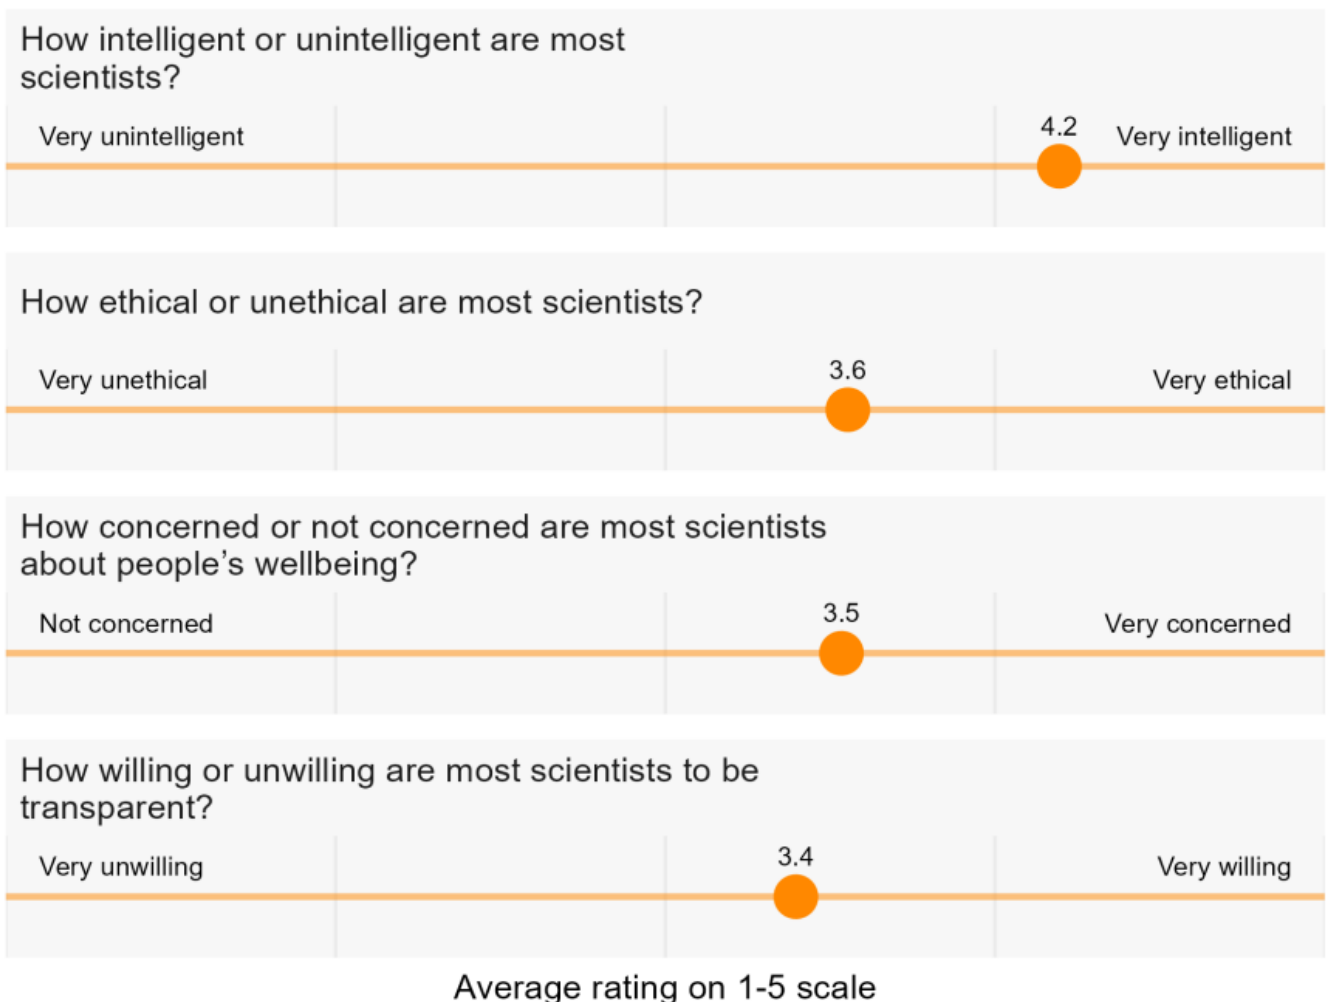 How intelligent or unintelligent are most
scientists?
4.2
Very unintelligent
Very intelligent
How ethical or unethical are most scientists?
3.6
Very unethical
Very ethical
How concerned or not concerned are most scientists
about people’s wellbeing?
3.5
Not concerned
Very concerned
How willing or unwilling are most scientists to be
transparent?
3.4
Very unwilling
Very willing
Average rating on 1-5 scale